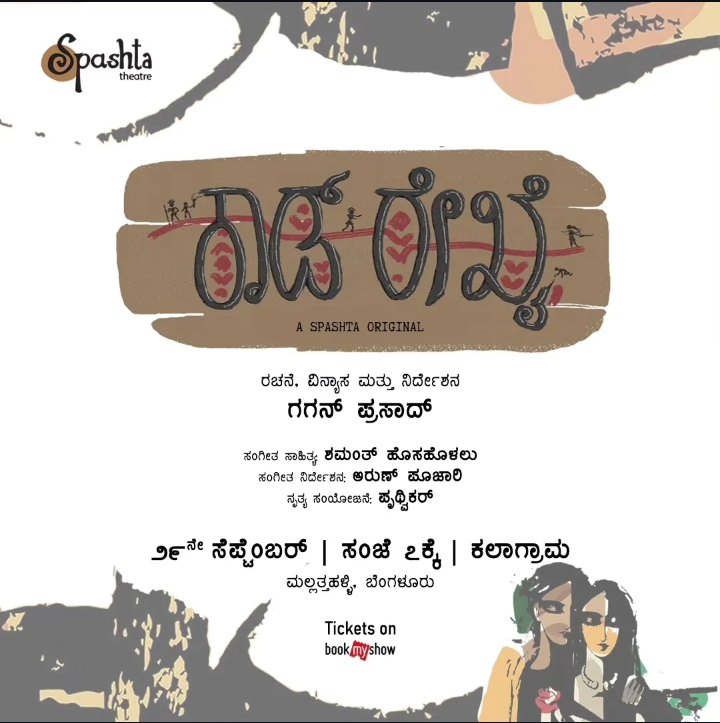 Spashta
theatre
ರಾಡ್ ರೇಖ್ಯೆ
A SPASHTA ORIGINAL
ರಚನೆ, ವಿನ್ಯಾಸ ಮತ್ತು ನಿರ್ದೇಶನ
ಗಗನ್ ಪ್ರಸಾದ್
ಸಂಗೀತ ಸಾಹಿತ್ಯ: ಶಮಂತ್ ಹೊಸಹೊಳಲು
ಸಂಗೀತ ನಿರ್ದೇಶನ: ಅರುಣ್ ಪೂಜಾರಿ
ನೃತ್ಯ ಸಂಯೋಜನೆ: ಪೃಥ್ವಿಕರ್
೨೯ನೇ ಸೆಪ್ಟೆಂಬರ್ | ಸಂಜೆ ೭ಕ್ಕೆ | ಕಲಾಗ್ರಾಮ
ಮಲ್ಲತ್ತಹಳ್ಳಿ, ಬೆಂಗಳೂರು
Tickets on
bookmyshow